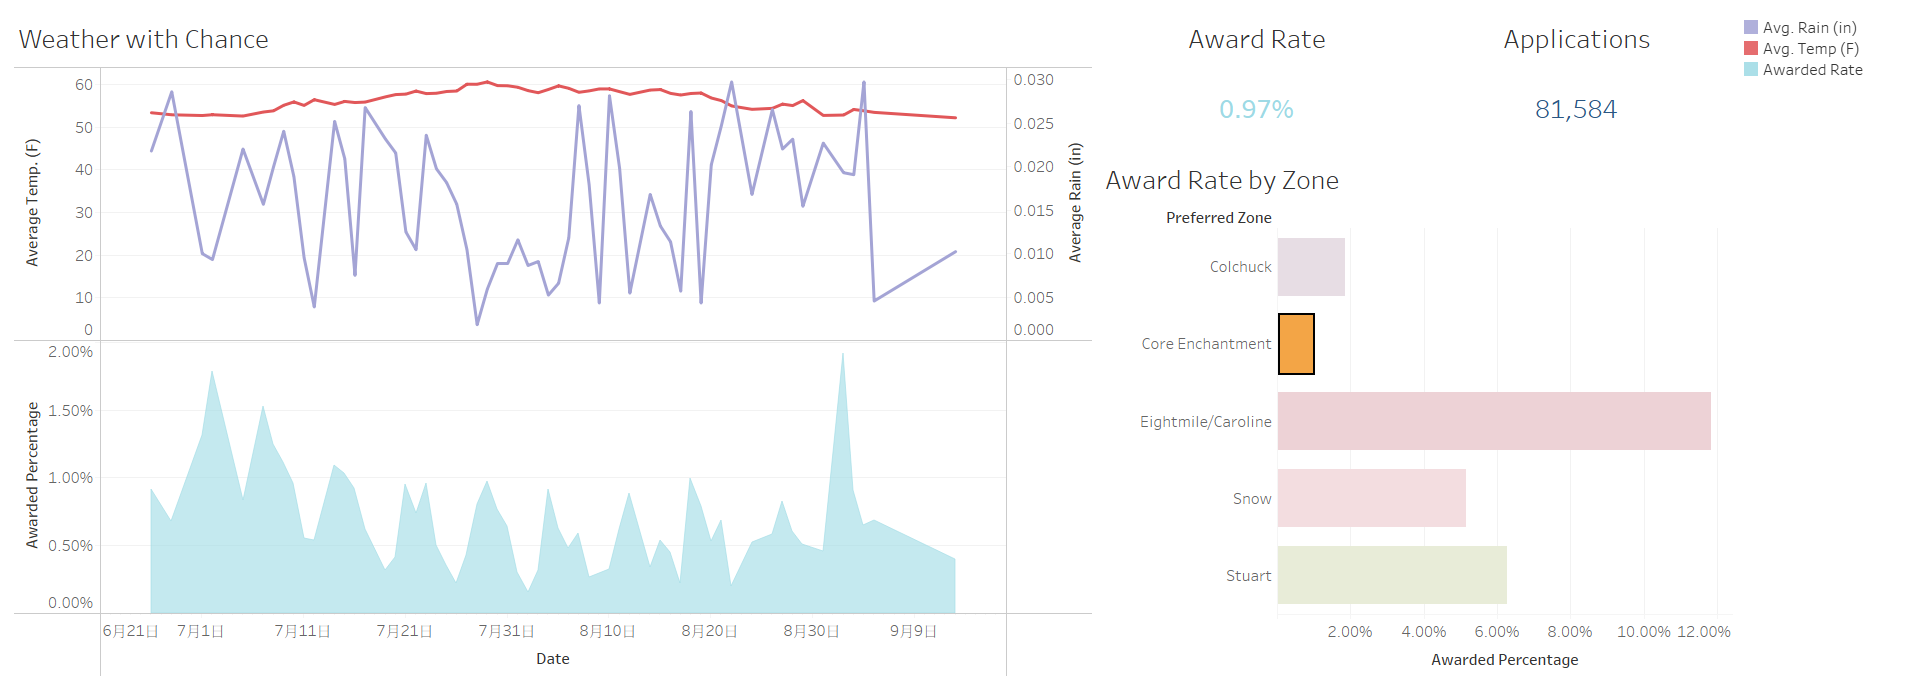 Weather with Chance
Average Temp. (F)
60
50
40
30
20
10
0
0.030
0.025
0.020
0.015
0.010
0.005
0.000
Average Rain (in)
Awarded Percentage
2.00%
1.50%
1.00%
0.50%
0.00%
6月21日 7月1日 7月11日 7月21日 7月31日 8月10日 8月20日 8月30日 9月9日
Date
Award Rate
0.97%
Applications
81,584
Avg. Rain (in)
Avg. Temp (F)
Awarded Rate
Award Rate by Zone
Preferred Zone
Colchuck
Core Enchantment
Eightmile/Caroline
Snow
Stuart
2.00% 4.00% 6.00% 8.00% 10.00% 12.00%
Awarded Percentage